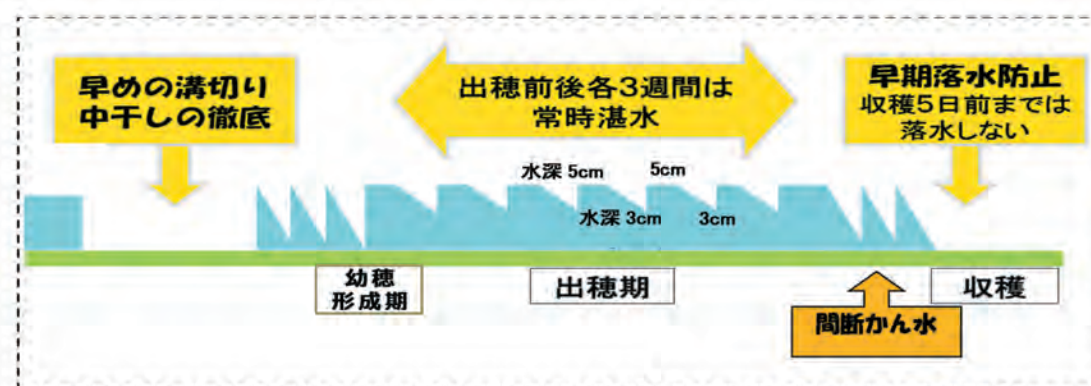 早めの溝切り
中干しの徹底
出穂前後各3週間は
常時湛水
早期落水防止
収穫5日前までは
落水しない
水深 5cm
5cm
水深 3cm
3cm
幼穂
形成期
出穂期
収穫
間断かん水